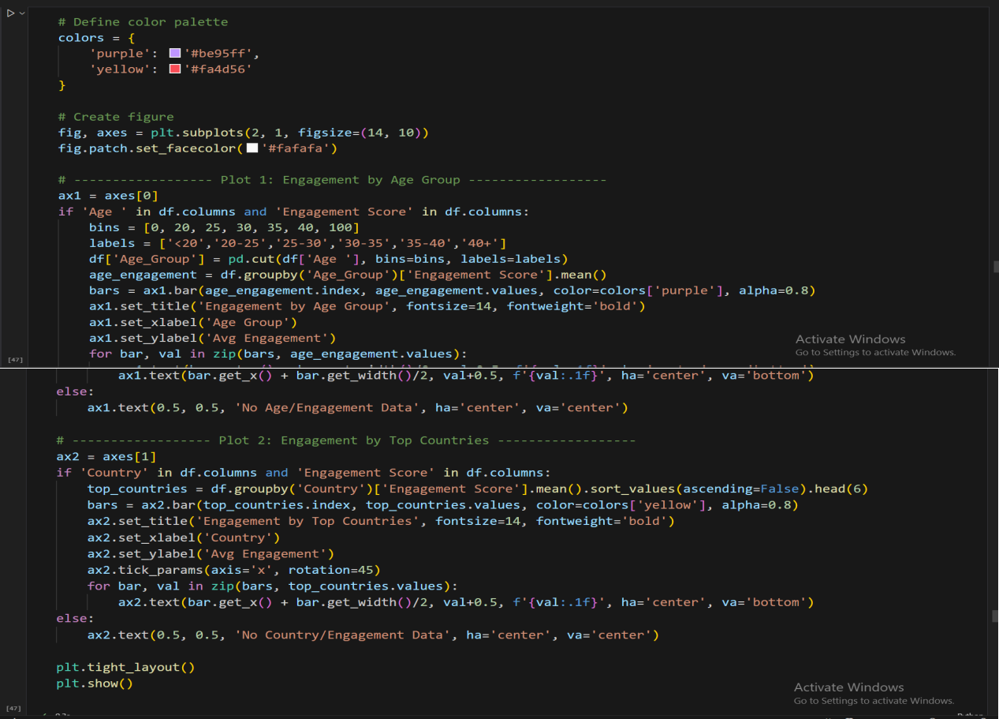 # Define color palette
colors = {
    'purple': '#be95ff',
    'yellow': '#fa4d56'
}
# Create figure
fig, axes = plt.subplots(2, 1, figsize=(14, 10))
fig.patch.set_facecolor('#fafafa')
# ------------------ Plot 1: Engagement by Age Group ------------------
ax1 = axes[0]
if 'Age ' in df.columns and 'Engagement Score' in df.columns:
    bins = [0, 20, 25, 30, 35, 40, 100]
    labels = ['<20','20-25','25-30','30-35','35-40','40+']
    df['Age_Group'] = pd.cut(df['Age '], bins=bins, labels=labels)
    age_engagement = df.groupby('Age_Group')['Engagement Score'].mean()
    bars = ax1.bar(age_engagement.index, age_engagement.values, color=colors['purple'], alpha=0.8)
    ax1.set_title('Engagement by Age Group', fontsize=14, fontweight='bold')
    ax1.set_xlabel('Age Group')
    ax1.set_ylabel('Avg Engagement')
    for bar, val in zip(bars, age_engagement.values):
        ax1.text(bar.get_x() + bar.get_width()/2, val+0.5, f'{val:.1f}', ha='center', va='bottom')
else:
    ax1.text(0.5, 0.5, 'No Age/Engagement Data', ha='center', va='center')
# ------------------ Plot 2: Engagement by Top Countries ------------------
ax2 = axes[1]
if 'Country' in df.columns and 'Engagement Score' in df.columns:
    top_countries = df.groupby('Country')['Engagement Score'].mean().sort_values(ascending=False).head(6)
    bars = ax2.bar(top_countries.index, top_countries.values, color=colors['yellow'], alpha=0.8)
    ax2.set_title('Engagement by Top Countries', fontsize=14, fontweight='bold')
    ax2.set_xlabel('Country')
    ax2.set_ylabel('Avg Engagement')
    ax2.tick_params(axis='x', rotation=45)
    for bar, val in zip(bars, top_countries.values):
        ax2.text(bar.get_x() + bar.get_width()/2, val+0.5, f'{val:.1f}', ha='center', va='bottom')
else:
    ax2.text(0.5, 0.5, 'No Country/Engagement Data', ha='center', va='center')
plt.tight_layout()
plt.show()
[47]
Activate Windows
Go to Settings to activate Windows.
[47]
Activate Windows
Go to Settings to activate Windows.